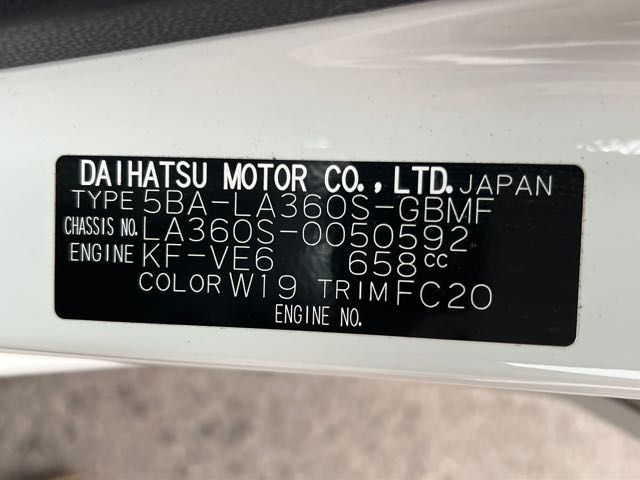 DAIHATSU MOTOR CO., LTD. JAPAN
TYPE 5BA-LA360S-GBMF
CHASSIS NO. LA360S-0050592
ENGINE KF-VE6 658cc
COLOR W19 TRIM FC20
ENGINE NO.